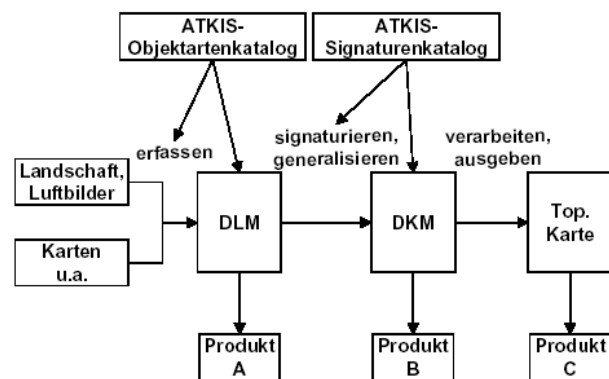 ATKIS-
Objektartenkatalog
ATKIS-
Signaturenkatalog
erfassen
signaturieren,
generalisieren
verarbeiten,
ausgeben
Landschaft,
Luftbilder
Karten
u.a.
DLM
DKM
Top.
Karte
Produkt
A
Produkt
B
Produkt
C